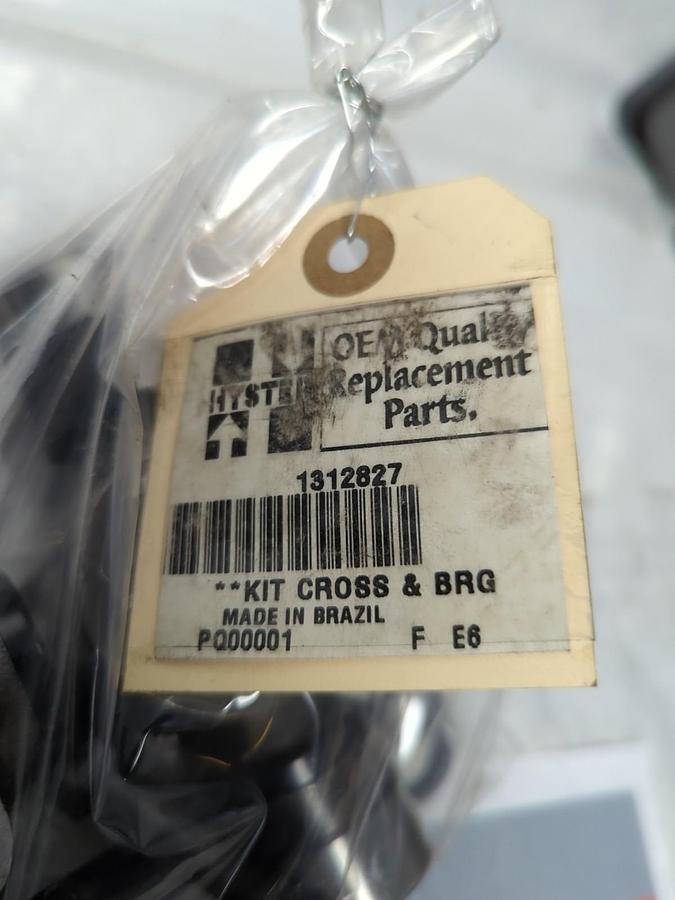 HYSTER
OEM Quality
Replacement
Parts.
1312827
**KIT CROSS & BRG
MADE IN BRAZIL
PQ00001 F E6